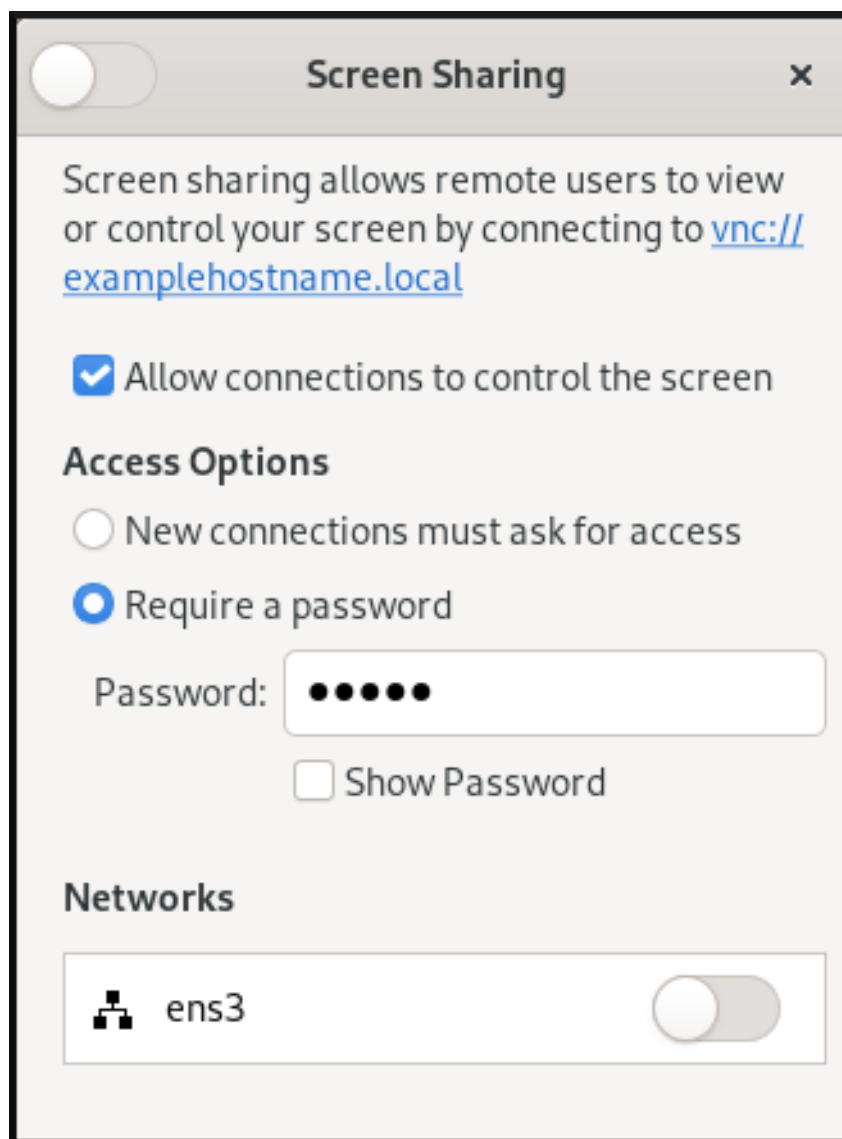 Screen Sharing
Screen sharing allows remote users to view
or control your screen by connecting to vnc://
examplehostname.local
Allow connections to control the screen
Access Options
New connections must ask for access
Require a password
Password: ●●●●●
Show Password
Networks
ens3